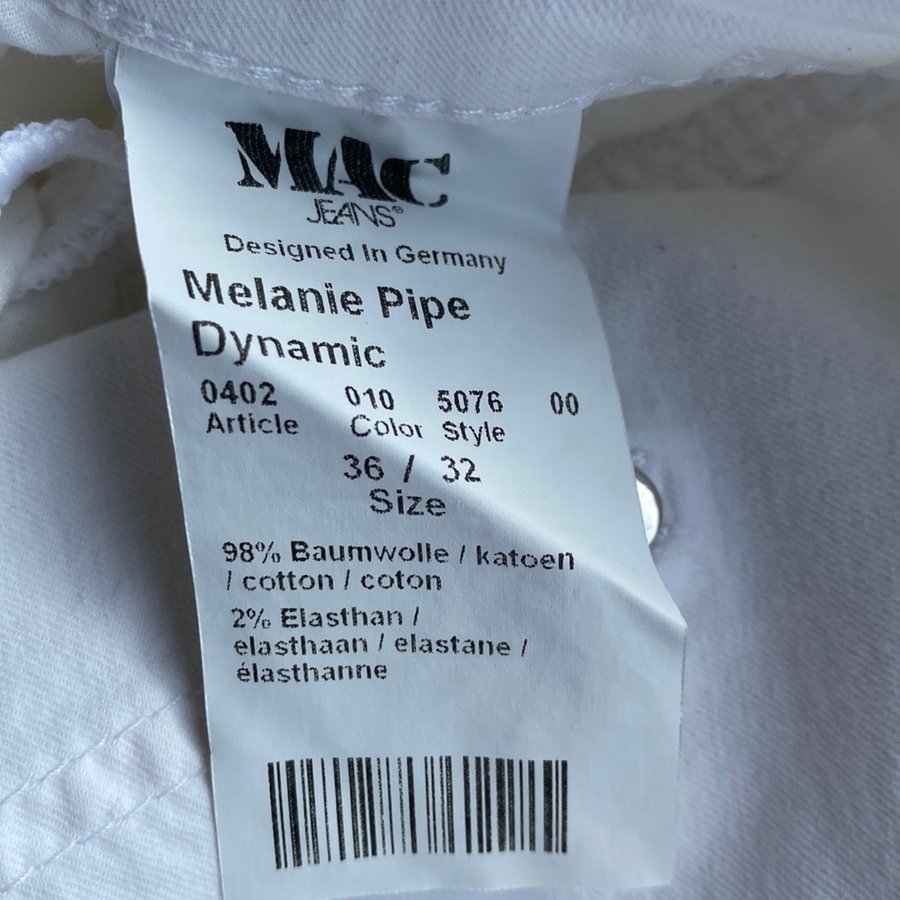 MAC
JEANS®
Designed In Germany
Melanie Pipe
Dynamic
0402 010 5076 00
Article Color Style
36 / 32
Size
98% Baumwolle / katoen
/ cotton / coton
2% Elasthan /
elasthaan / elastane /
élasthanne